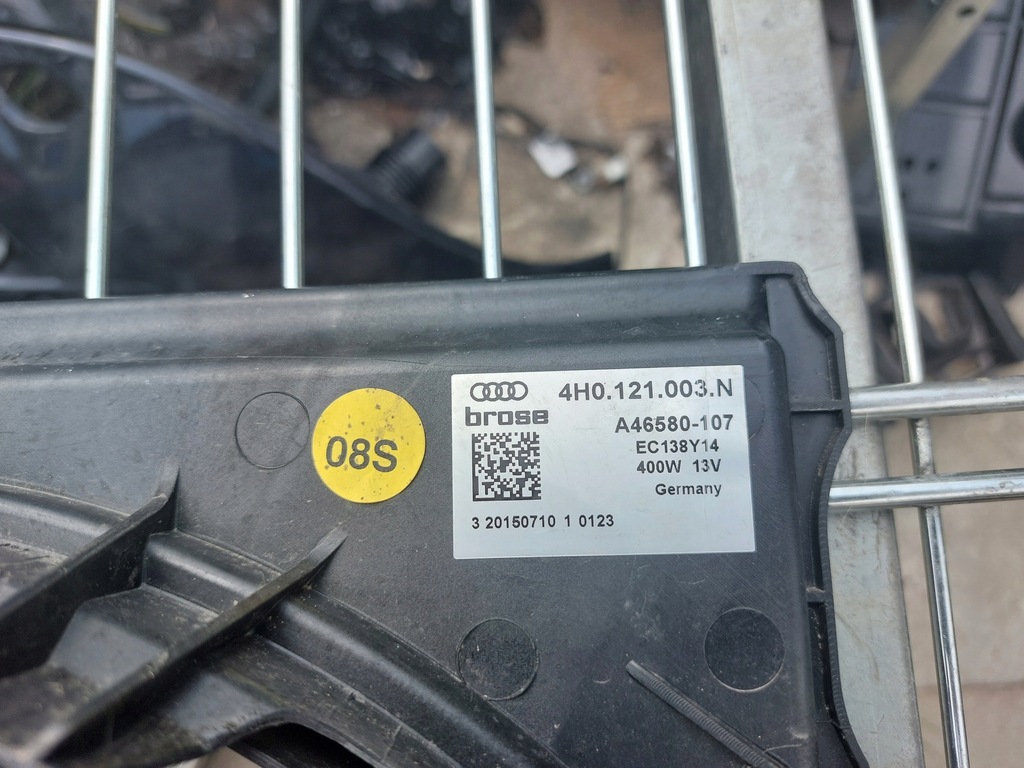 08S
4H0.121.003.N
brose
A46580-107
EC138Y14
400W 13V
Germany
3 20150710 1 0123